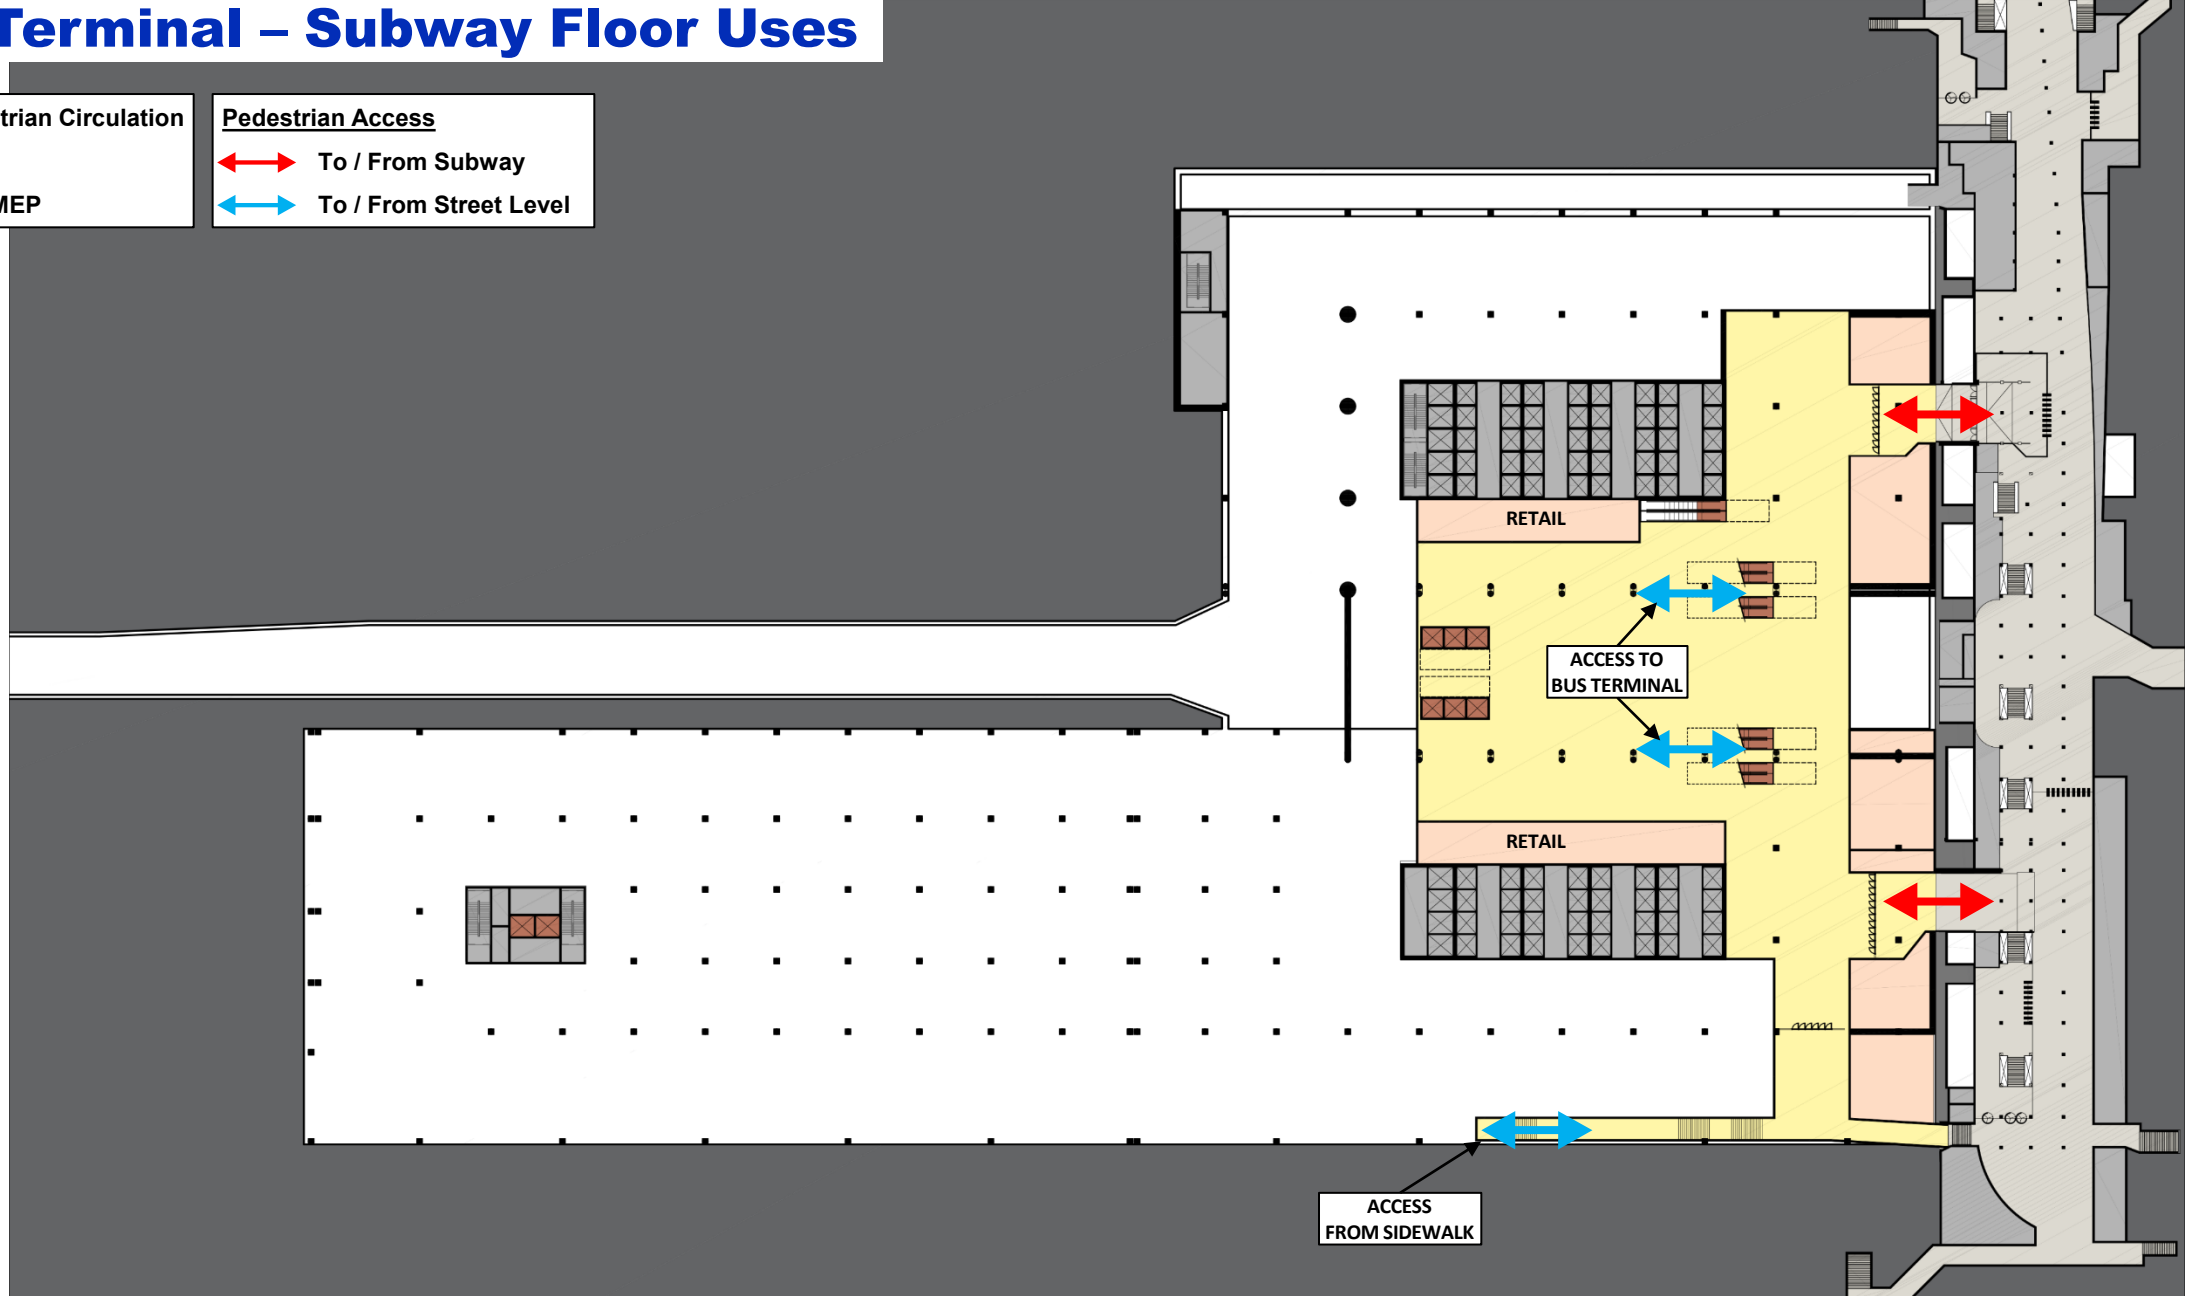 Terminal – Subway Floor Uses
trian Circulation
MEP
Pedestrian Access
To / From Subway
To / From Street Level
RETAIL
ACCESS TO
BUS TERMINAL
RETAIL
ACCESS
FROM SIDEWALK